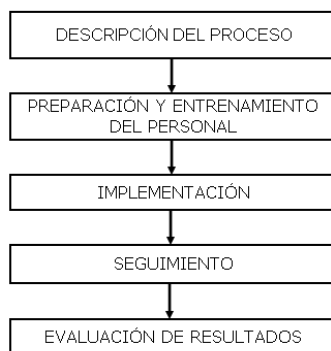 DESCRIPCIÓN DEL PROCESO
PREPARACIÓN Y ENTRENAMIENTO
DEL PERSONAL
IMPLEMENTACIÓN
SEGUIMIENTO
EVALUACIÓN DE RESULTADOS